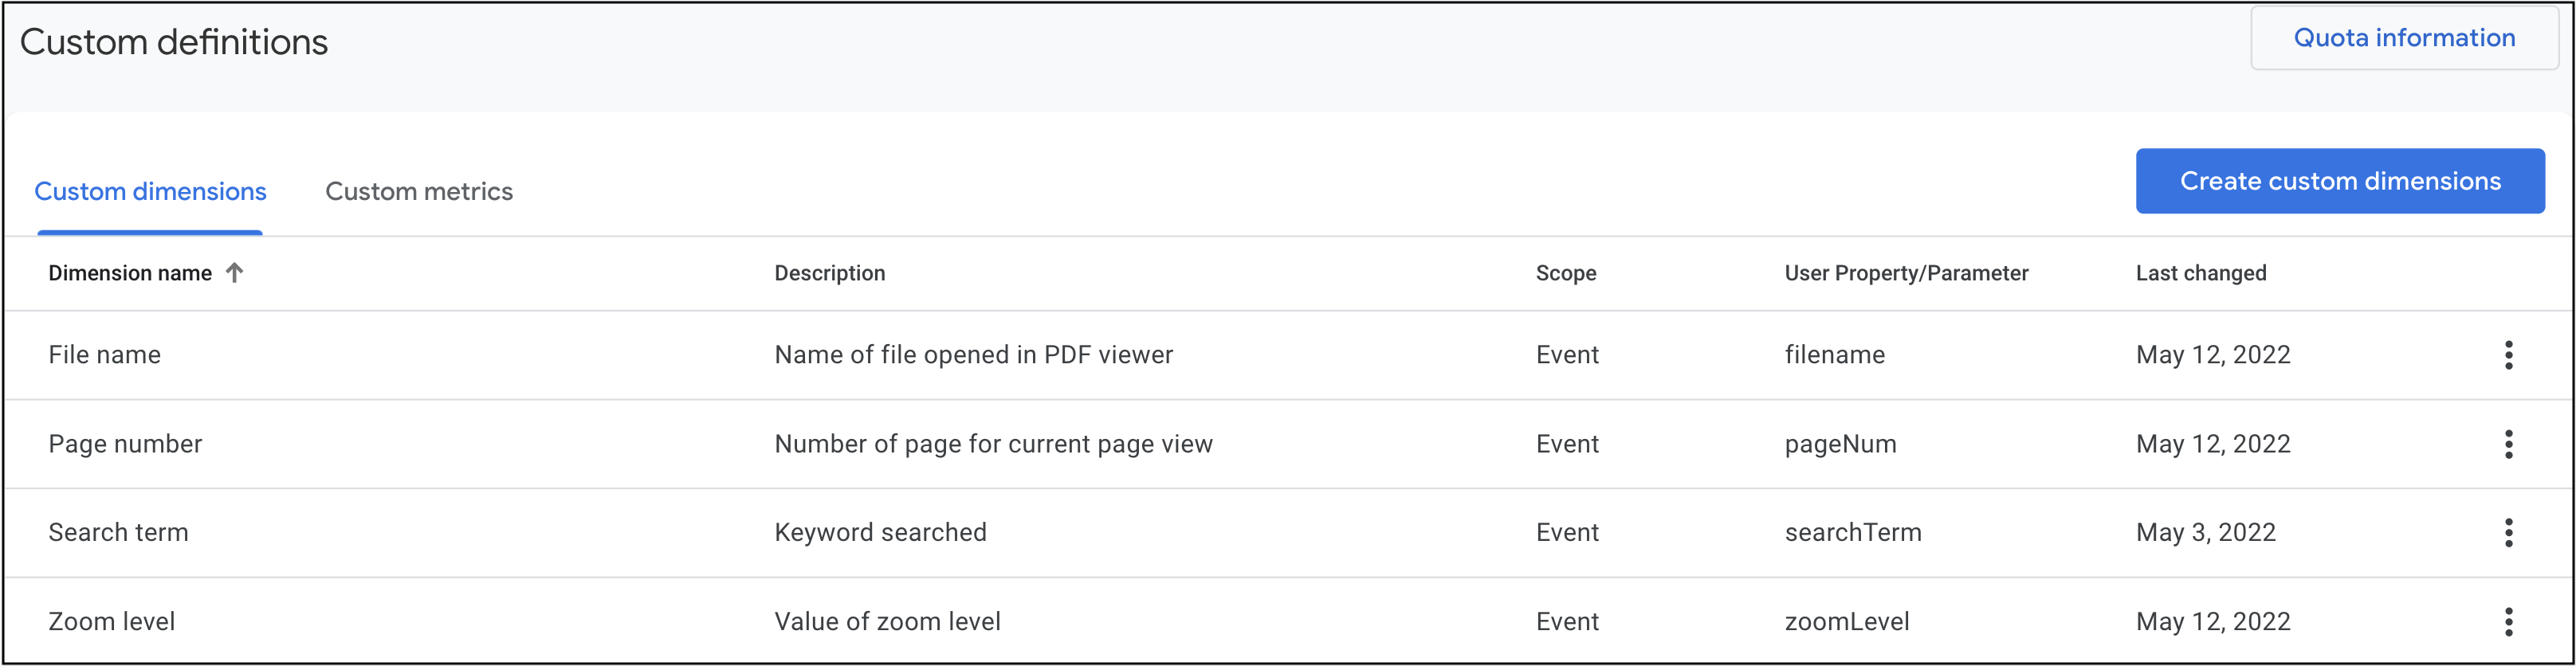 Custom definitions
Quota information
Custom dimensions Custom metrics
Create custom dimensions
Dimension name Description Scope User Property/Parameter Last changed
File name Name of file opened in PDF viewer Event filename May 12, 2022
Page number Number of page for current page view Event pageNum May 12, 2022
Search term Keyword searched Event searchTerm May 3, 2022
Zoom level Value of zoom level Event zoomLevel May 12, 2022